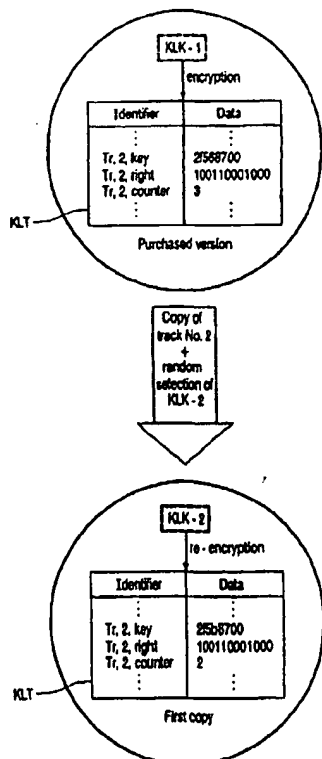 KLK - 1
encryption
Identifier Data
⋮ ⋮
Tr, 2, key 2f5b8700
Tr, 2, right 100110001000
Tr, 2, counter 3
⋮ ⋮
KLT
Purchased version
Copy of
track No. 2
+
random
selection of
KLK - 2
KLK - 2
re - encryption
Identifier Data
⋮ ⋮
Tr, 2, key 2f5b8700
Tr, 2, right 100110001000
Tr, 2, counter 2
⋮ ⋮
KLT
First copy